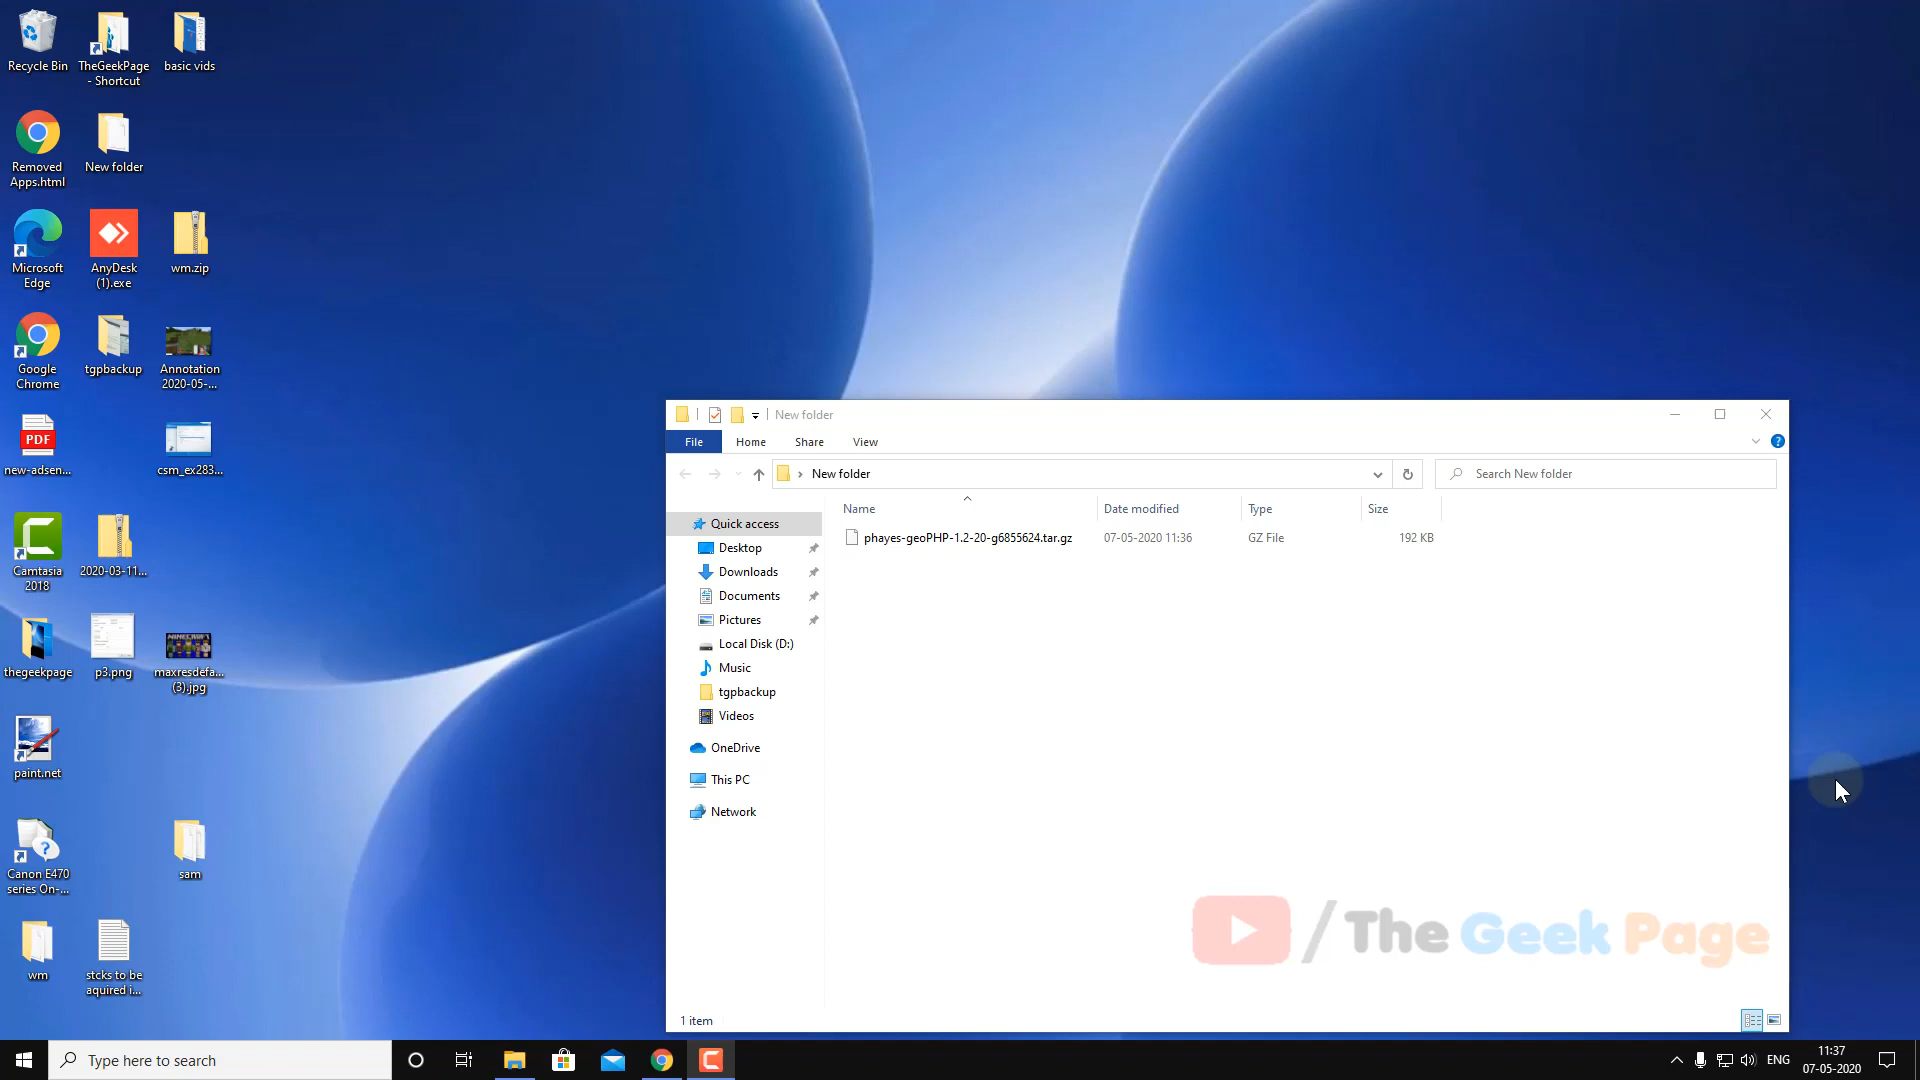 Recycle Bin
TheGeekPage
- Shortcut
basic vids
Removed
Apps.html
New folder
Microsoft
Edge
AnyDesk
(1).exe
wm.zip
Google
Chrome
tgpbackup
Annotation
2020-05-...
PDF
new-adsen...
csm_ex283...
Camtasia
2018
2020-03-11...
thegeekpage
p3.png
MINECRAFT
maxresdefa...
(3).jpg
paint.net
Canon E470
series On-...
sam
wm
stcks to be
aquired i...
New folder
File
Home
Share
View
New folder
Search New folder
Name
Date modified
Type
Size
phayes-geoPHP-1.2-20-g6855624.tar.gz
07-05-2020 11:36
GZ File
192 KB
Quick access
Desktop
Downloads
Documents
Pictures
Local Disk (D:)
Music
tgpbackup
Videos
OneDrive
This PC
Network
/ The Geek Page
1 item
Type here to search
ENG
11:37
07-05-2020